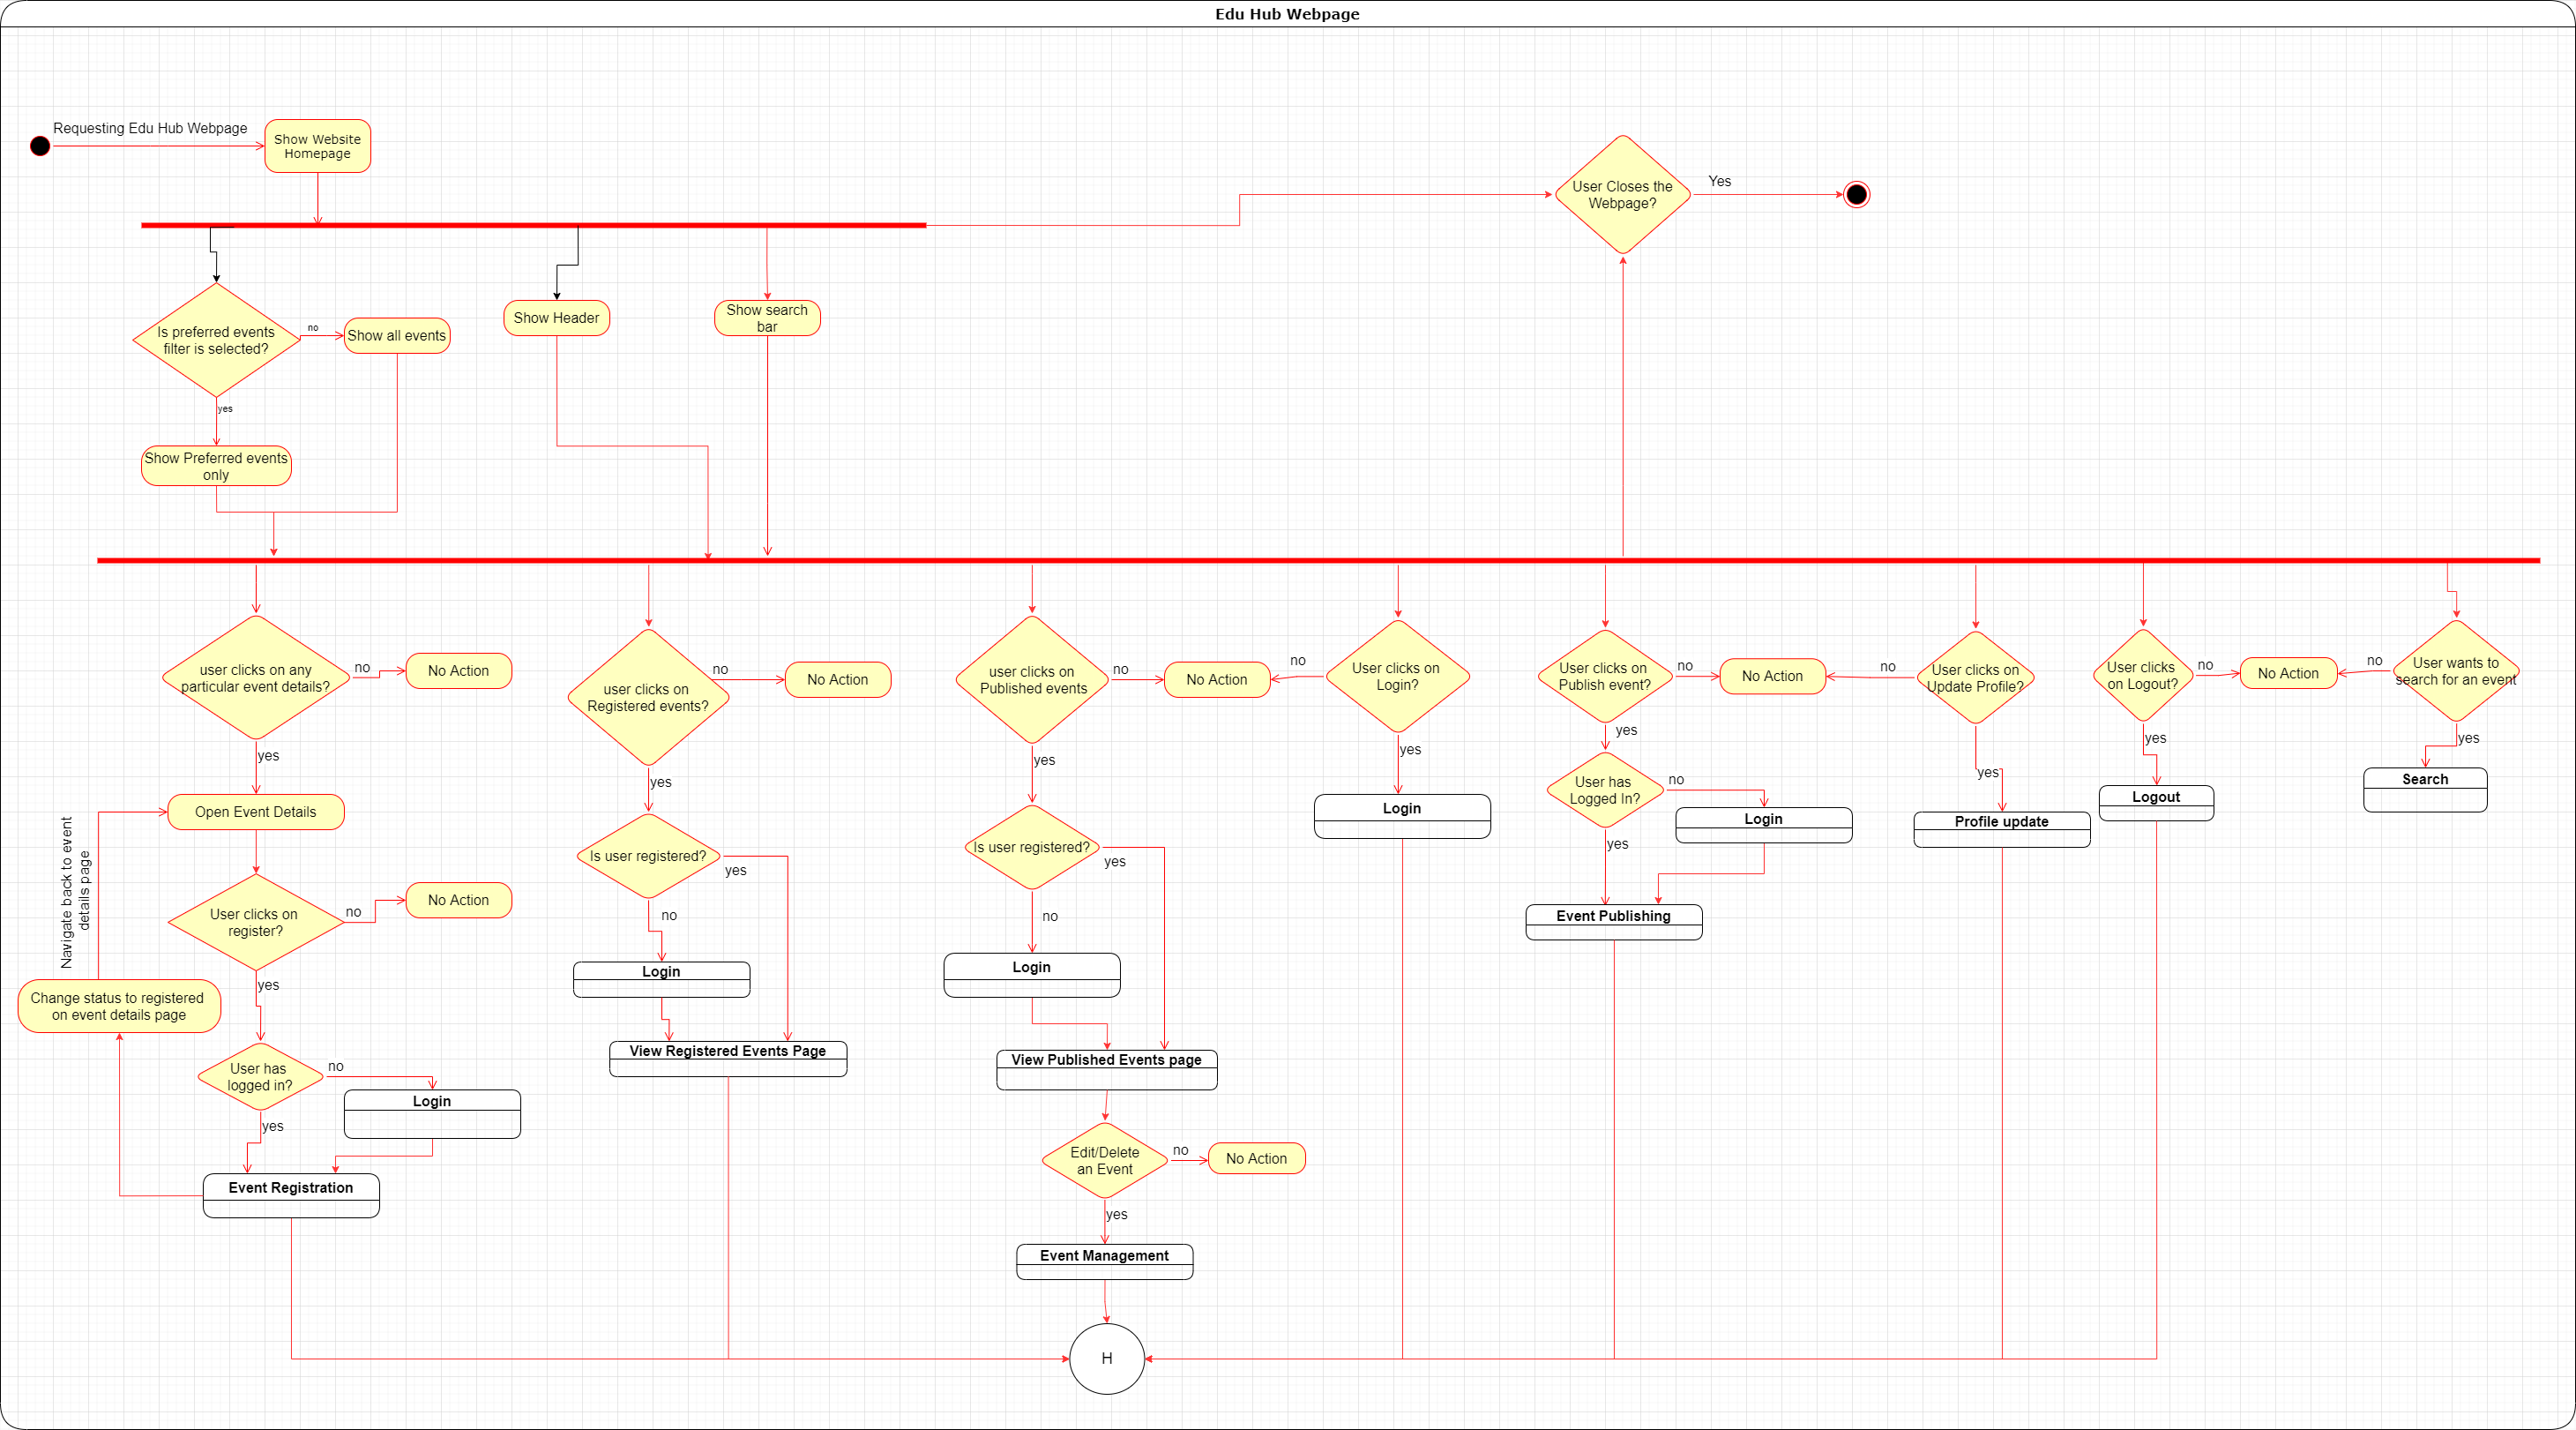 Edu Hub Webpage
Requesting Edu Hub Webpage
Show Website
Homepage
User Closes the
Webpage?
Yes
Is preferred events
filter is selected?
no
Show all events
yes
Show Preferred events
only
Show Header
Show search
bar
user clicks on any
particular event details?
no
No Action
yes
Open Event Details
User clicks on
register?
no
No Action
yes
Navigate back to event
details page
Change status to registered
on event details page
User has
logged in?
no
Login
yes
Event Registration
user clicks on
Registered events?
no
No Action
yes
Is user registered?
yes
no
Login
View Registered Events Page
user clicks on
Published events
no
No Action
yes
Is user registered?
yes
no
Login
View Published Events page
Edit/Delete
an Event
no
No Action
yes
Event Management
H
no
User clicks on
Login?
yes
Login
User clicks on
Publish event?
no
No Action
yes
User has
Logged In?
no
Login
yes
Event Publishing
no
User clicks on
Update Profile?
yes
Profile update
User clicks
on Logout?
no
No Action
yes
Logout
no
User wants to
search for an event
yes
Search